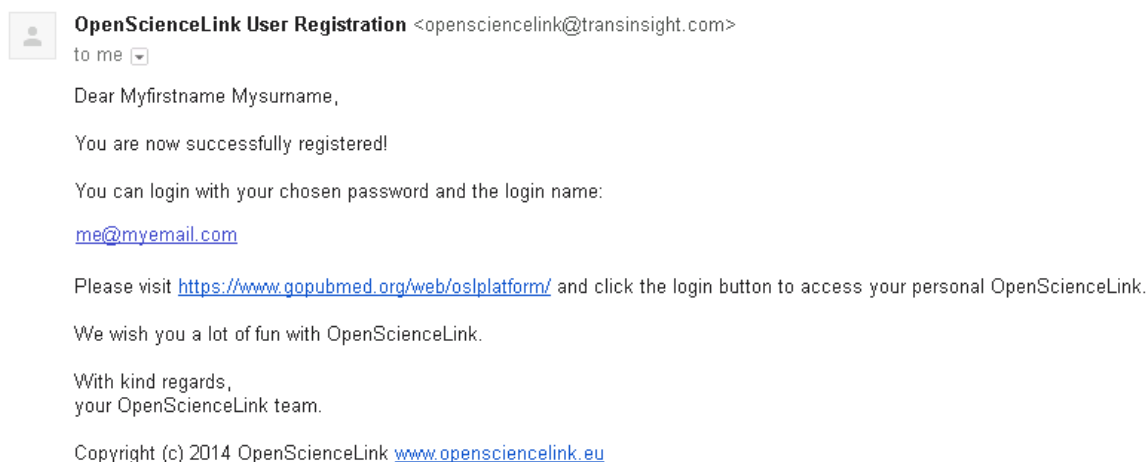 OpenScienceLink User Registration <opensciencelink@transinsight.com>
to me
Dear Myfirstname Mysurname,
You are now successfully registered!
You can login with your chosen password and the login name:
me@myemail.com
Please visit https://www.gopubmed.org/web/oslplatform/ and click the login button to access your personal OpenScienceLink.
We wish you a lot of fun with OpenScienceLink.
With kind regards,
your OpenScienceLink team.
Copyright (c) 2014 OpenScienceLink www.opensciencelink.eu